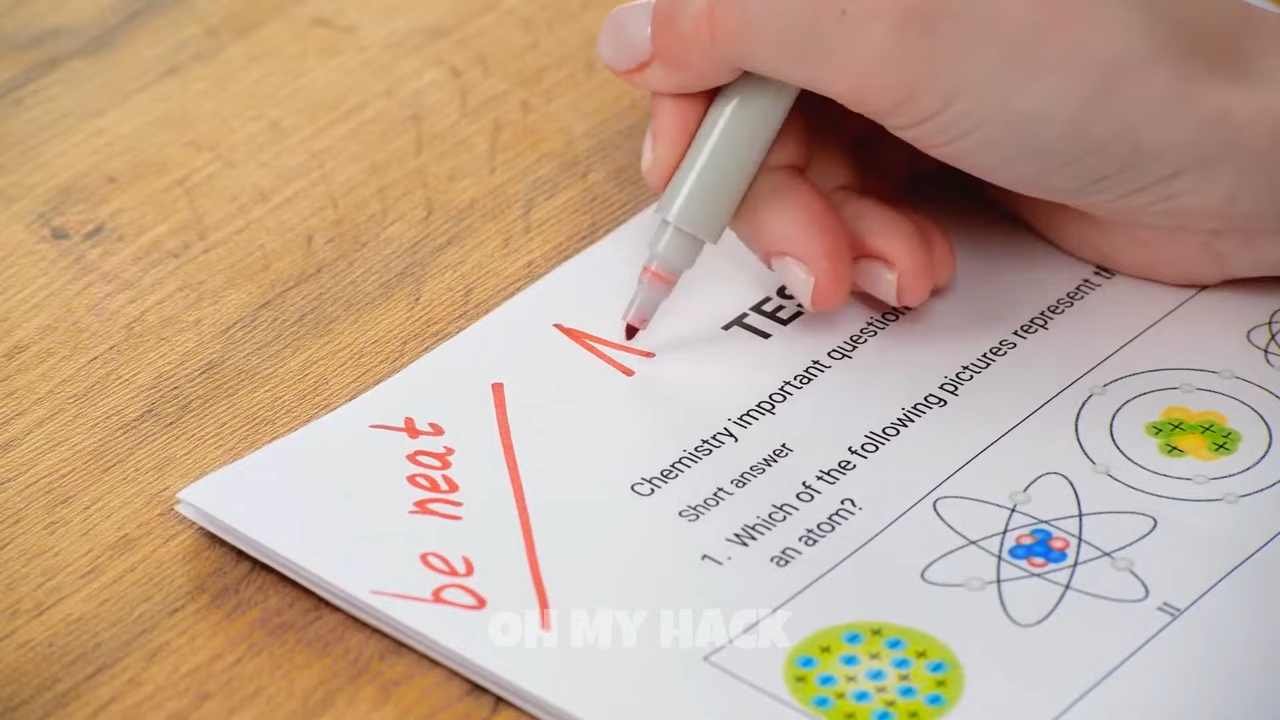 be neat
TES
Chemistry important question
Short answer
1. Which of the following pictures represent
an atom?
II
OH MY HACK